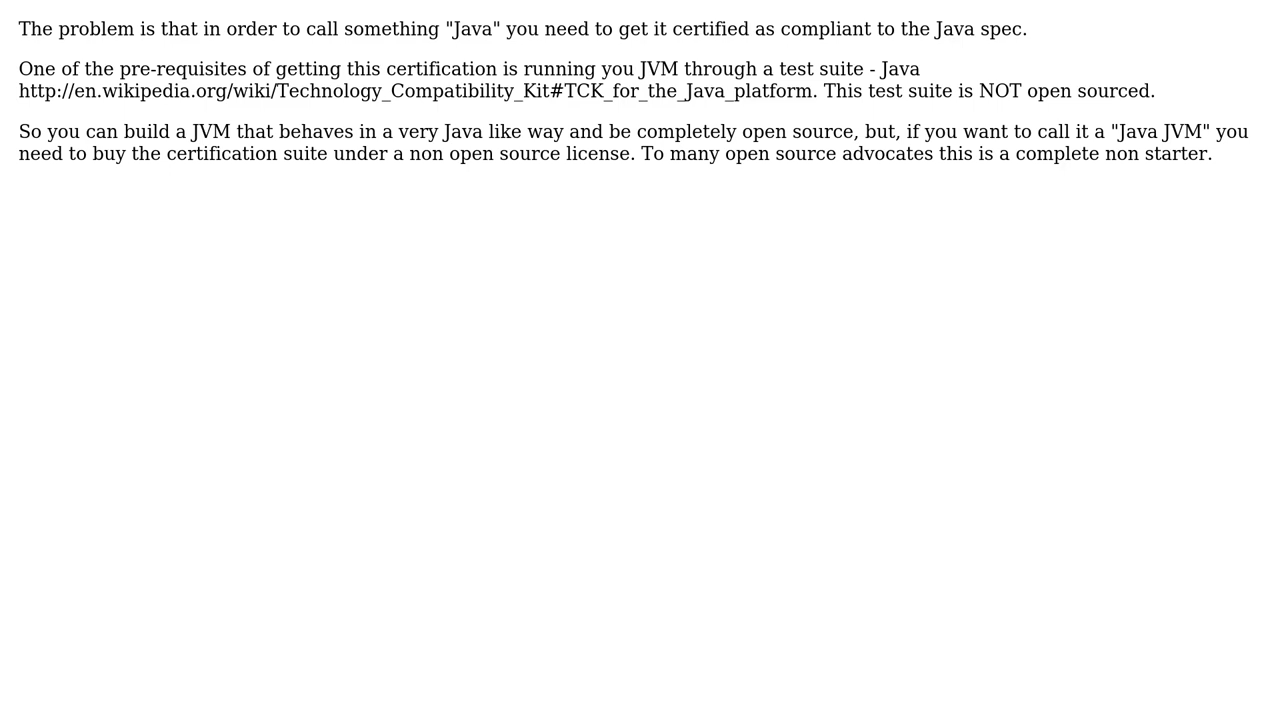 The problem is that in order to call something "Java" you need to get it certified as compliant to the Java spec.
One of the pre-requisites of getting this certification is running you JVM through a test suite - Java
http://en.wikipedia.org/wiki/Technology_Compatibility_Kit#TCK_for_the_Java_platform. This test suite is NOT open sourced.
So you can build a JVM that behaves in a very Java like way and be completely open source, but, if you want to call it a "Java JVM" you
need to buy the certification suite under a non open source license. To many open source advocates this is a complete non starter.